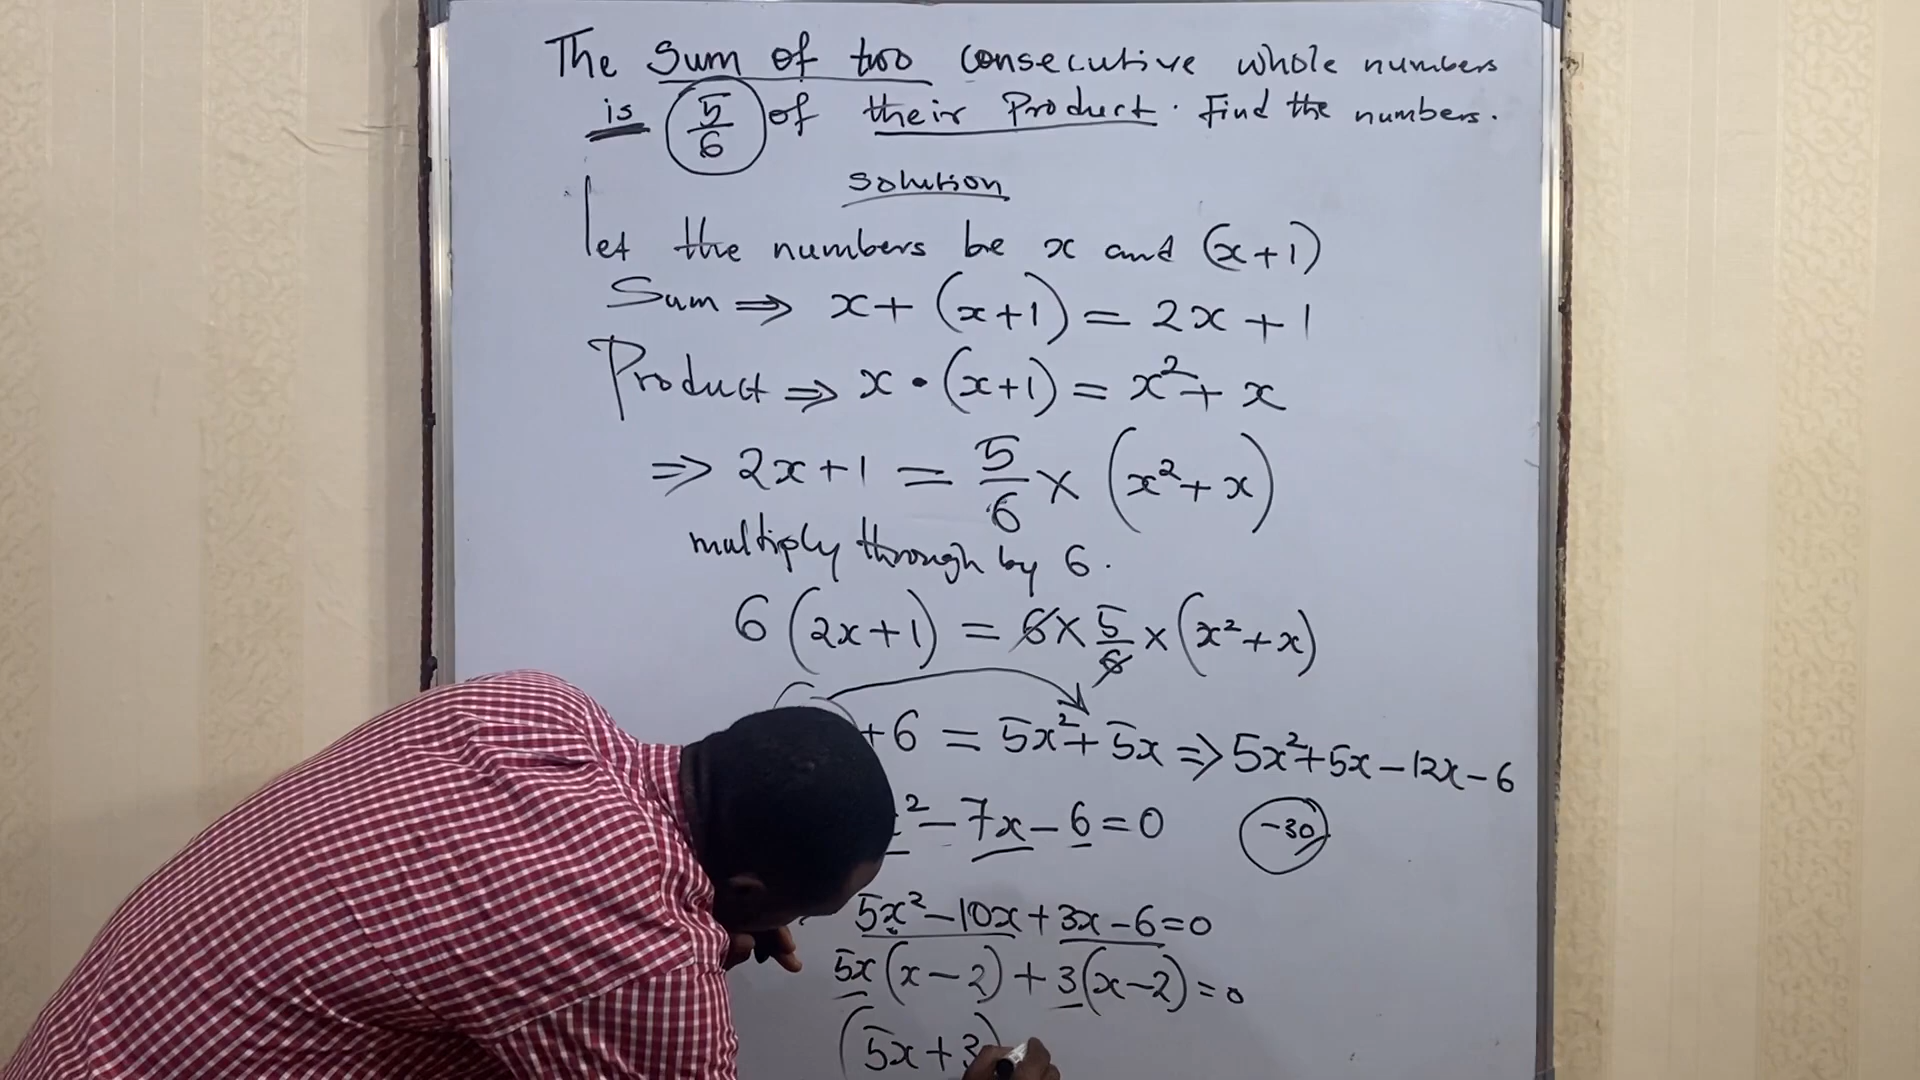 The Sum of two consecutive whole numbers
is 5/6 of their Product. Find the numbers.
Solution
Let the numbers be x and (x+1)
Sum ⇒ x + (x+1) = 2x + 1
Product ⇒ x • (x+1) = x² + x
⇒ 2x+1 = 5/6 × (x² + x)
multiply through by 6.
6(2x+1) = 6 × 5/6 × (x² + x)
+6 = 5x² + 5x ⇒ 5x² + 5x - 12x - 6
² - 7x - 6 = 0
-30
5x² - 10x + 3x - 6 = 0
5x(x - 2) + 3(x - 2) = 0
(5x + 3)